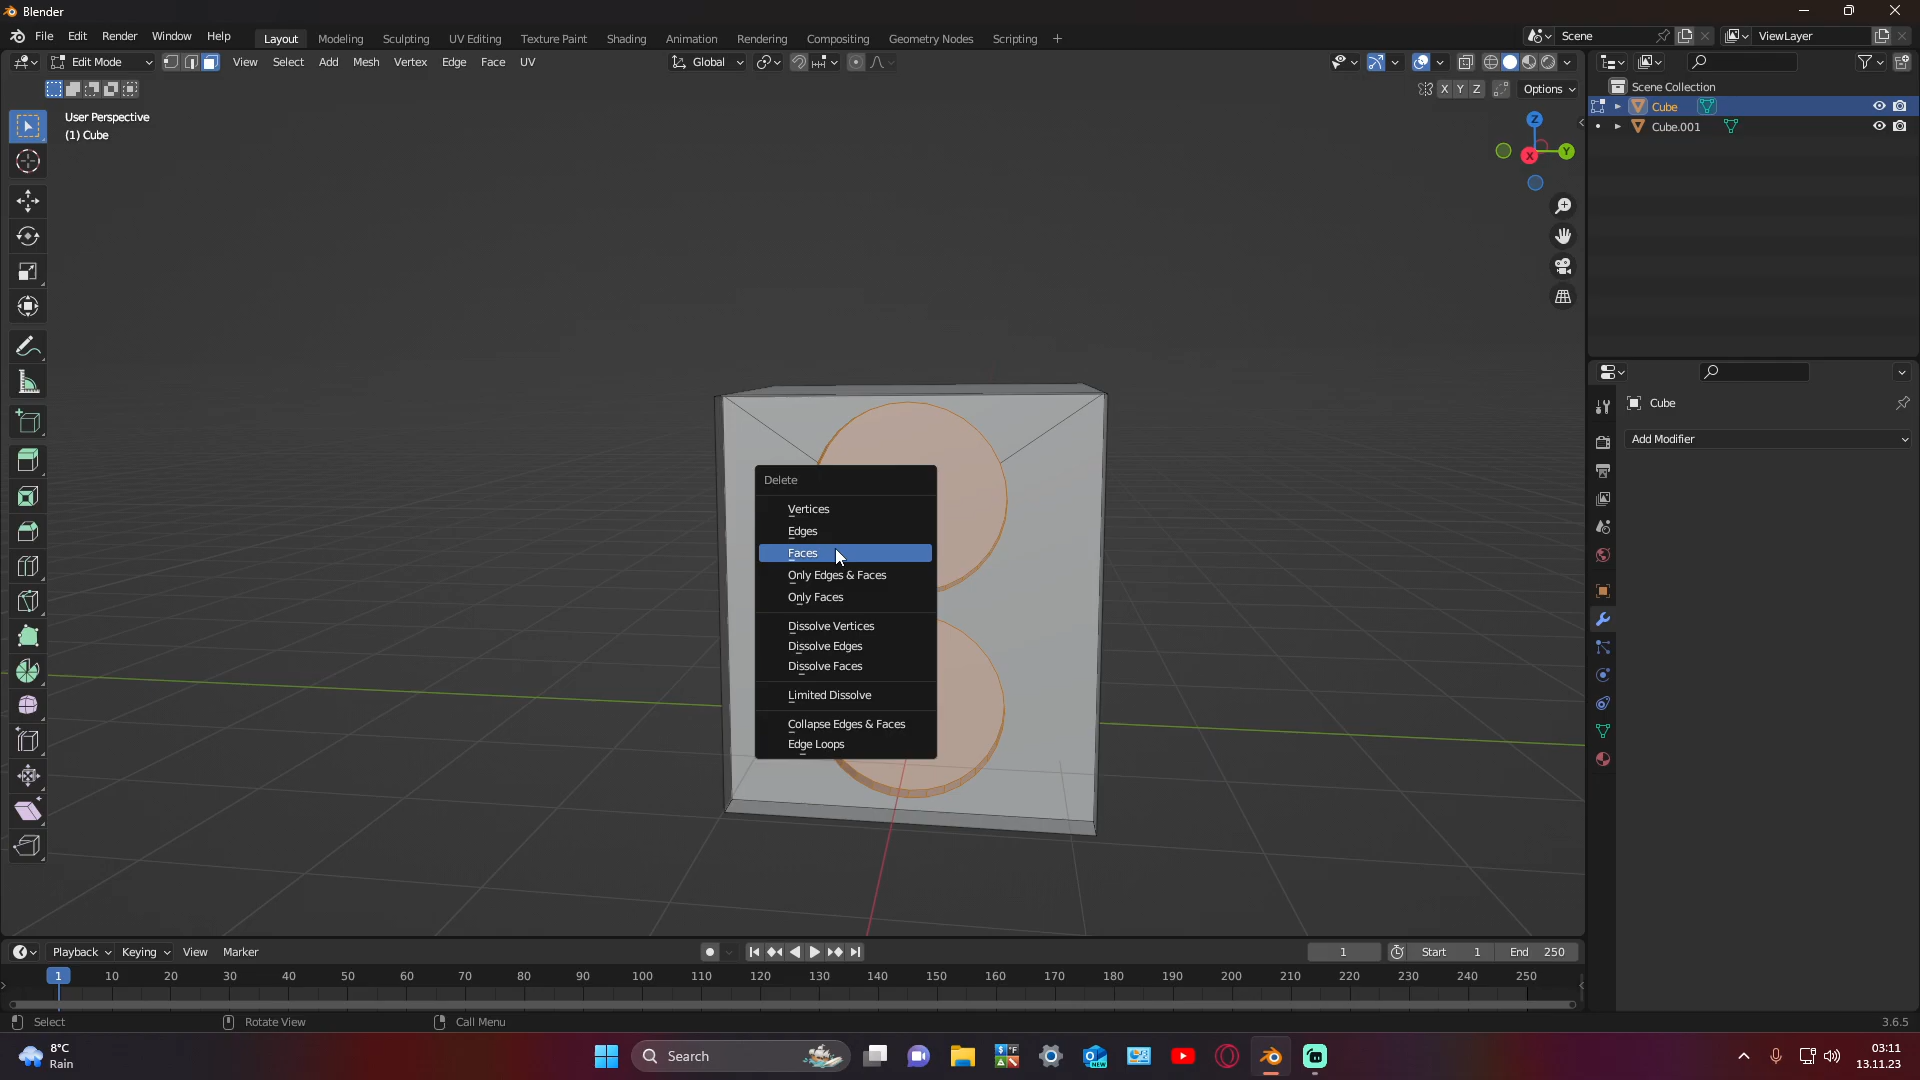 Blender
File Edit Render Window Help Layout Modeling Sculpting UV Editing Texture Paint Shading Animation Rendering Compositing Geometry Nodes Scripting + Scene ViewLayer
Edit Mode View Select Add Mesh Vertex Edge Face UV Global
X Y Z Options
User Perspective
(1) Cube
Z
Y
X
Scene Collection
Cube
Cube.001
Cube
Add Modifier
Delete
Vertices
Edges
Faces
Only Edges & Faces
Only Faces
Dissolve Vertices
Dissolve Edges
Dissolve Faces
Limited Dissolve
Collapse Edges & Faces
Edge Loops
Playback Keying View Marker 1 Start 1 End 250
1 10 20 30 40 50 60 70 80 90 100 110 120 130 140 150 160 170 180 190 200 210 220 230 240 250
Select Rotate View Call Menu 3.6.5
8°C
Rain
Search
NEW
03:11
13.11.23